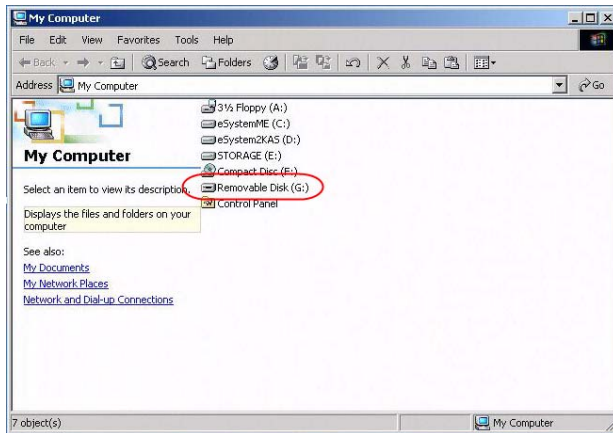 My Computer
File Edit View Favorites Tools Help
Back Search Folders
Address My Computer Go
3½ Floppy (A:)
eSystemME (C:)
eSystem2KAS (D:)
STORAGE (E:)
Compact Disc (F:)
Removable Disk (G:)
Control Panel
My Computer
Select an item to view its description.
Displays the files and folders on your
computer
See also:
My Documents
My Network Places
Network and Dial-up Connections
7 object(s) My Computer